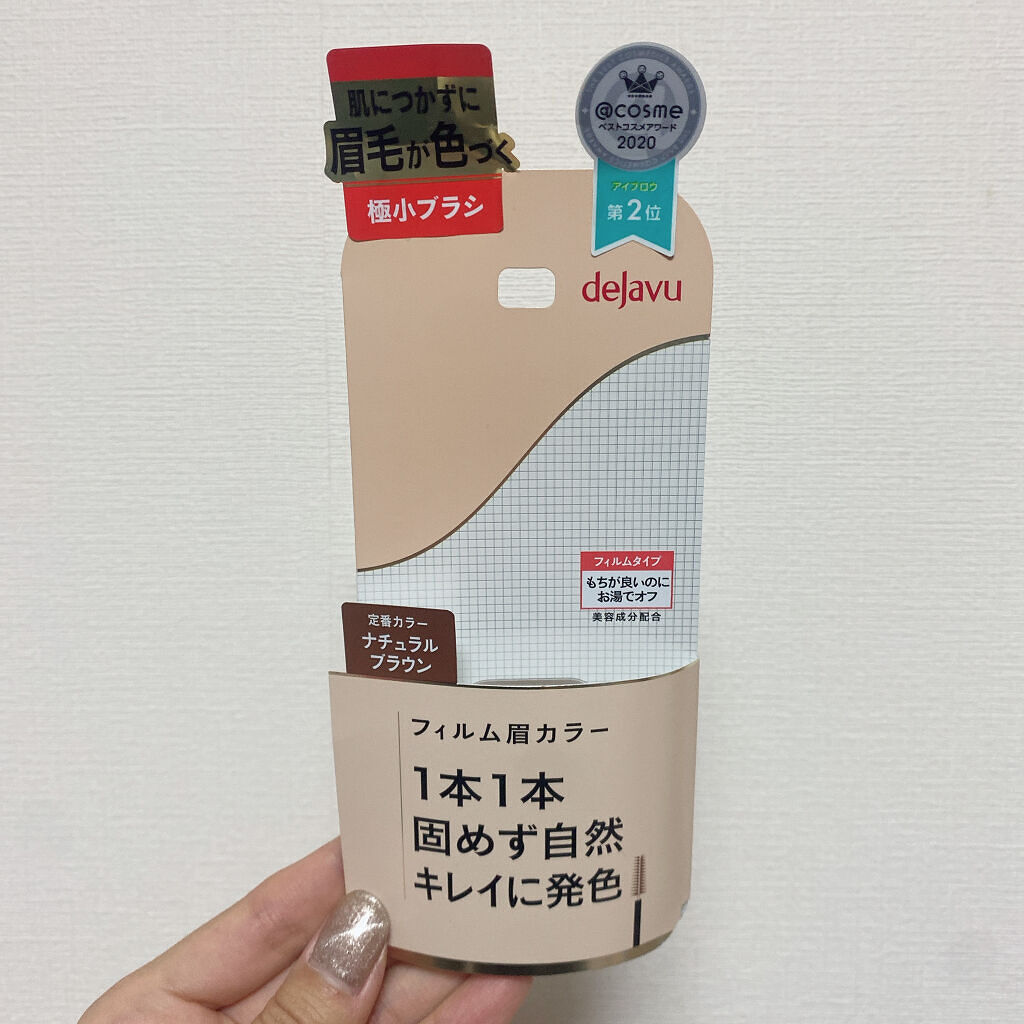 肌につかずに
眉毛が色づく
極小ブラシ
@cosme
ベストコスメアワード
2020
アイブロウ
第2位
dejavu
フィルムタイプ
もちが良いのに
お湯でオフ
美容成分配合
定番カラー
ナチュラル
ブラウン
フィルム眉カラー
1本1本
固めず自然
キレイに発色